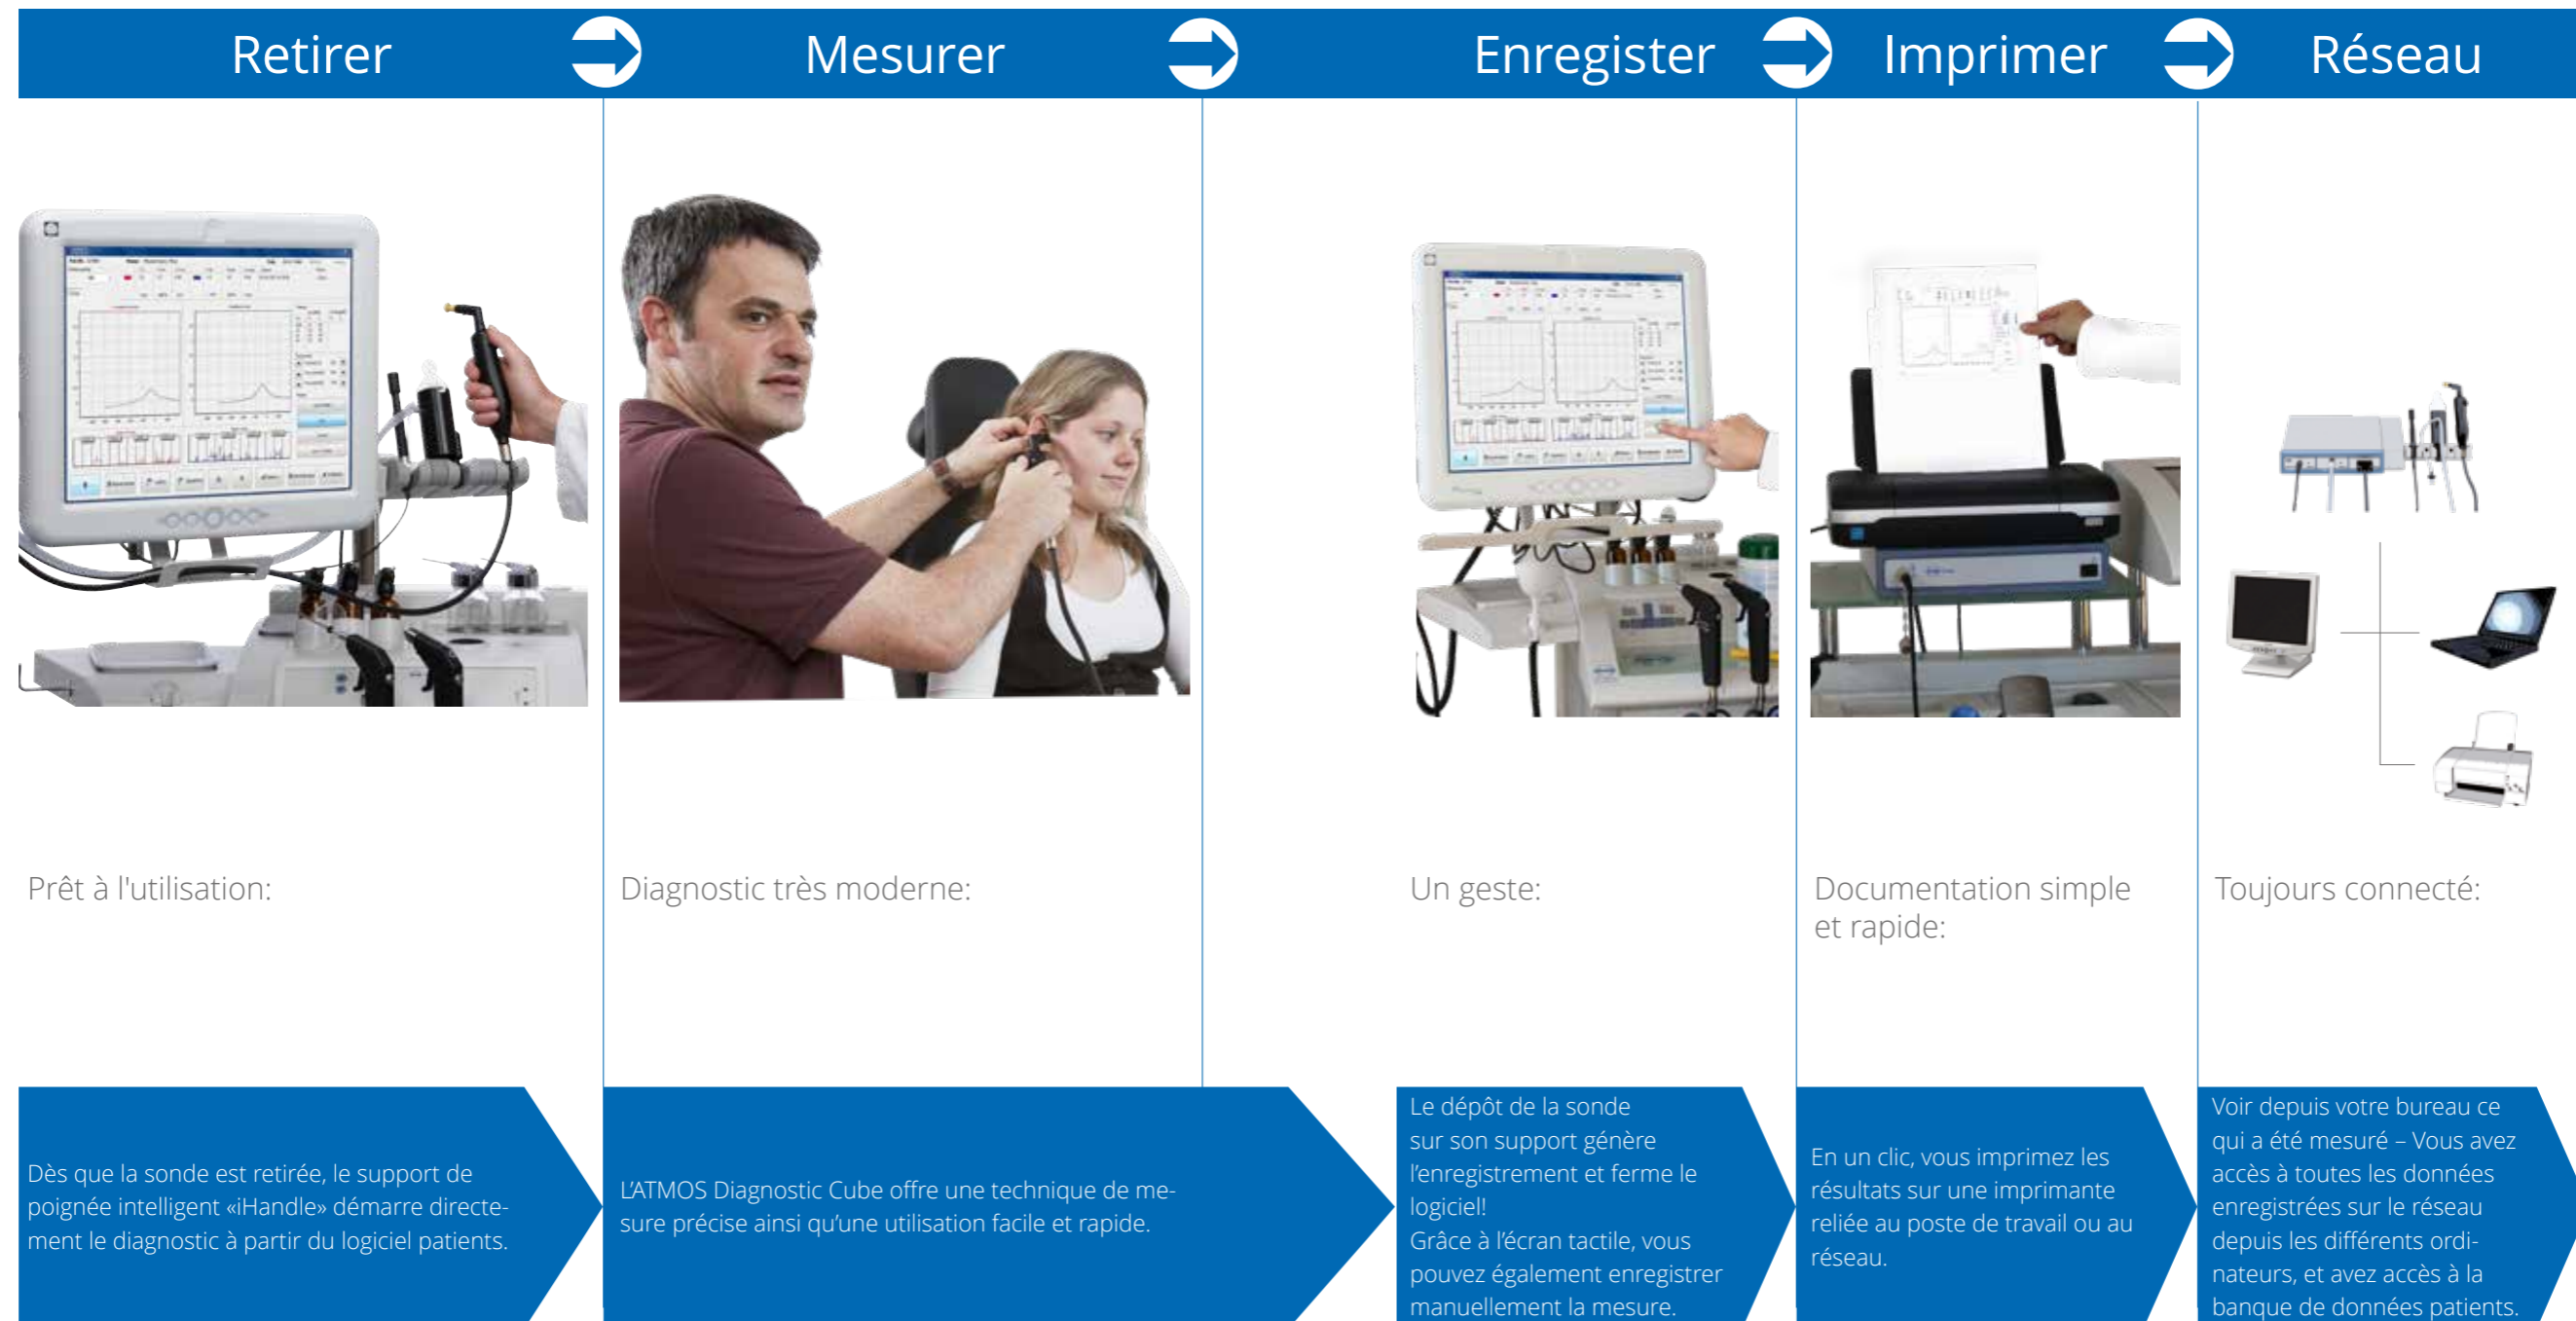 Retirer
Mesurer
Enregister
Imprimer
Réseau
Prêt à l'utilisation:
Diagnostic très moderne:
Un geste:
Documentation simple
et rapide:
Toujours connecté:
Dès que la sonde est retirée, le support de
poignée intelligent «iHandle» démarre directe-
ment le diagnostic à partir du logiciel patients.
L'ATMOS Diagnostic Cube offre une technique de me-
sure précise ainsi qu'une utilisation facile et rapide.
Le dépôt de la sonde
sur son support génère
l'enregistrement et ferme le
logiciel!
Grâce à l'écran tactile, vous
pouvez également enregistrer
manuellement la mesure.
En un clic, vous imprimez les
résultats sur une imprimante
reliée au poste de travail ou au
réseau.
Voir depuis votre bureau ce
qui a été mesuré – Vous avez
accès à toutes les données
enregistrées sur le réseau
depuis les différents ordi-
nateurs, et avez accès à la
banque de données patients.